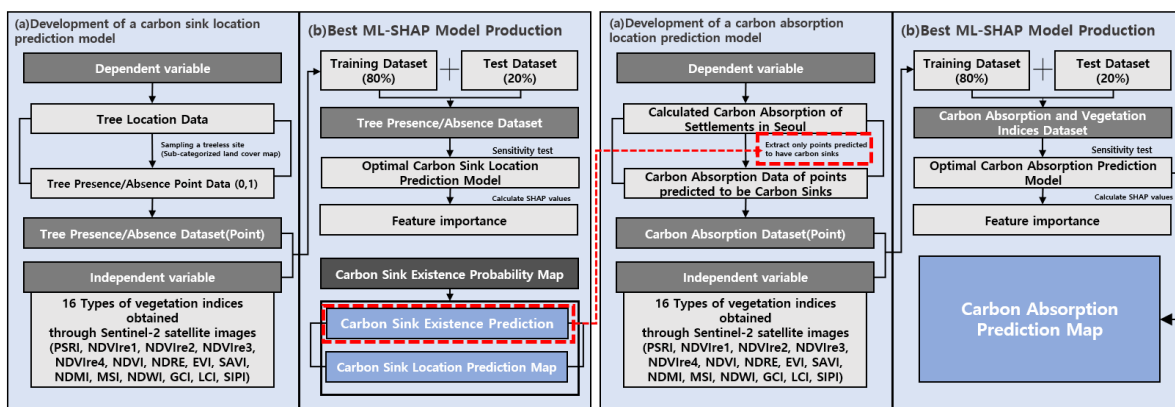 (a)Development of a carbon sink location
prediction model
Dependent variable
Tree Location Data
Sampling a treeless site
(Sub-categorized land cover map)
Tree Presence/Absence Point Data (0,1)
Tree Presence/Absence Dataset(Point)
Independent variable
16 Types of vegetation indices
obtained
through Sentinel-2 satellite images
(PSRI, NDVIre1, NDVIre2, NDVIre3,
NDVIre4, NDVI, NDRE, EVI, SAVI,
NDMI, MSI, NDWI, GCI, LCI, SIPI)
(b)Best ML-SHAP Model Production
Training Dataset
(80%)
Test Dataset
(20%)
Tree Presence/Absence Dataset
Sensitivity test
Optimal Carbon Sink Location
Prediction Model
Calculate SHAP values
Feature importance
Carbon Sink Existence Probability Map
Carbon Sink Existence Prediction
Carbon Sink Location Prediction Map
(a)Development of a carbon absorption
location prediction model
Dependent variable
Calculated Carbon Absorption of
Settlements in Seoul
Extract only points predicted
to have carbon sinks
Carbon Absorption Data of points
predicted to be Carbon Sinks
Carbon Absorption Dataset(Point)
Independent variable
16 Types of vegetation indices
obtained
through Sentinel-2 satellite images
(PSRI, NDVIre1, NDVIre2, NDVIre3,
NDVIre4, NDVI, NDRE, EVI, SAVI,
NDMI, MSI, NDWI, GCI, LCI, SIPI)
(b)Best ML-SHAP Model Production
Training Dataset
(80%)
Test Dataset
(20%)
Carbon Absorption and Vegetation
Indices Dataset
Sensitivity test
Optimal Carbon Absorption Prediction
Model
Calculate SHAP values
Feature importance
Carbon Absorption
Prediction Map